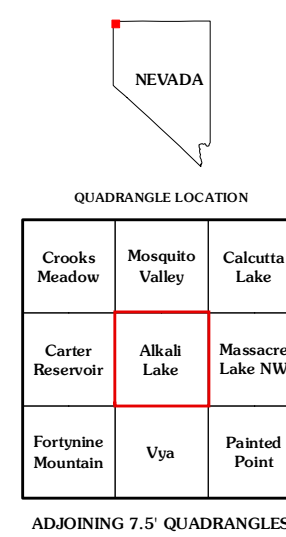 NEVADA
QUADRANGLE LOCATION
Crooks Meadow
Mosquito Valley
Calcutta Lake
Carter Reservoir
Alkali Lake
Massacre Lake NW
Fortynine Mountain
Vya
Painted Point
ADJOINING 7.5' QUADRANGLES